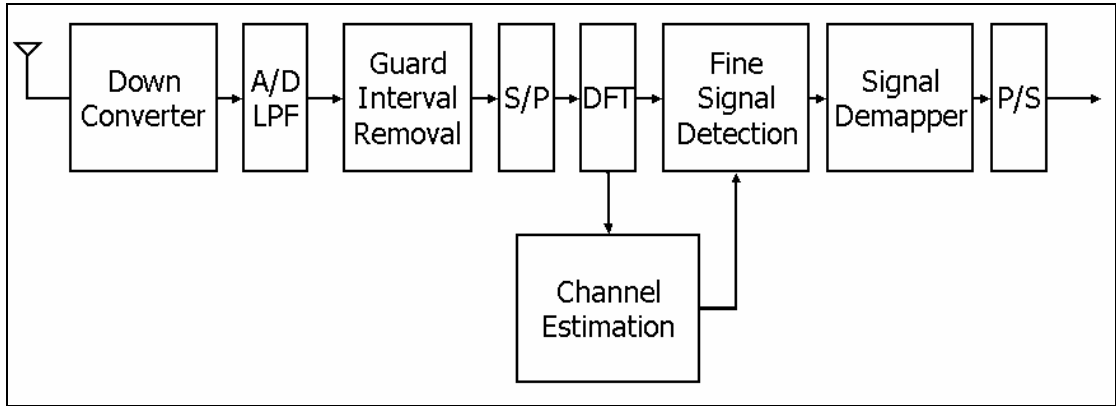 Down
Converter
A/D
LPF
Guard
Interval
Removal
S/P
DFT
Fine
Signal
Detection
Signal
Demapper
P/S
Channel
Estimation